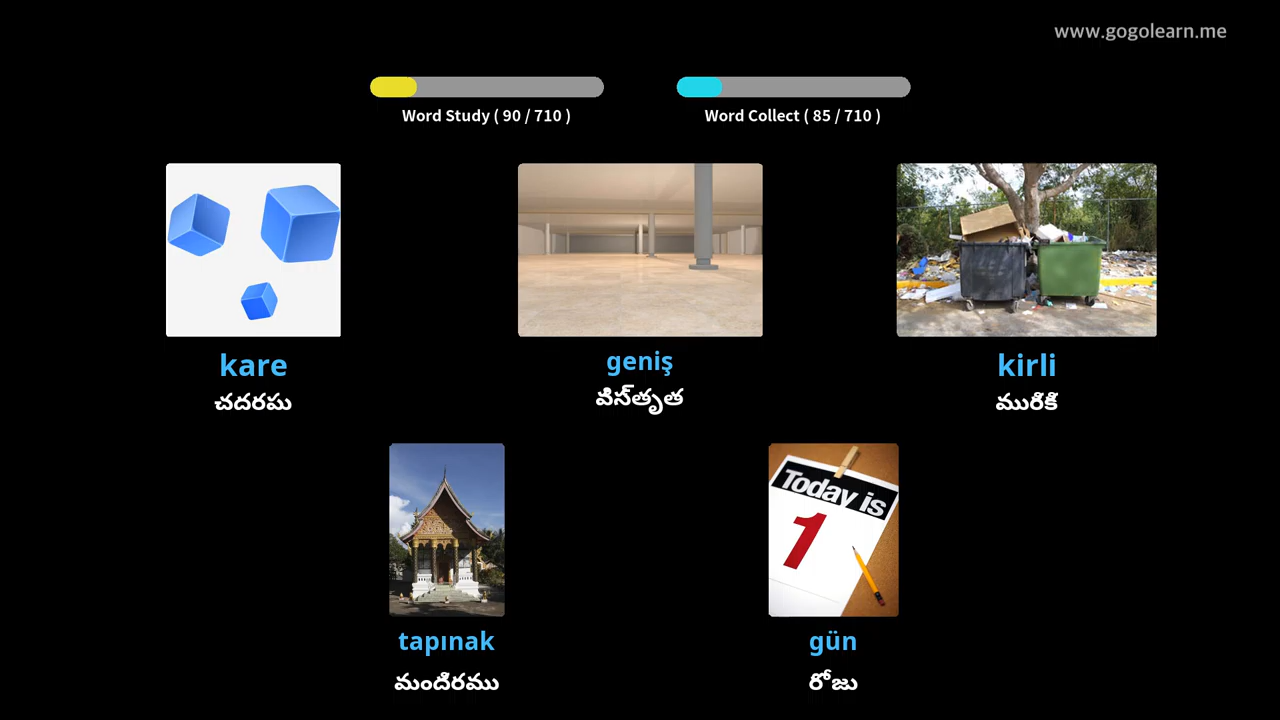 www.gogolearn.me
Word Study ( 90 / 710 )
Word Collect ( 85 / 710 )
kare
చదరపు
geniş
విస్తృత
kirli
మురికి
Today is
1
tapınak
మందిరము
gün
రోజు